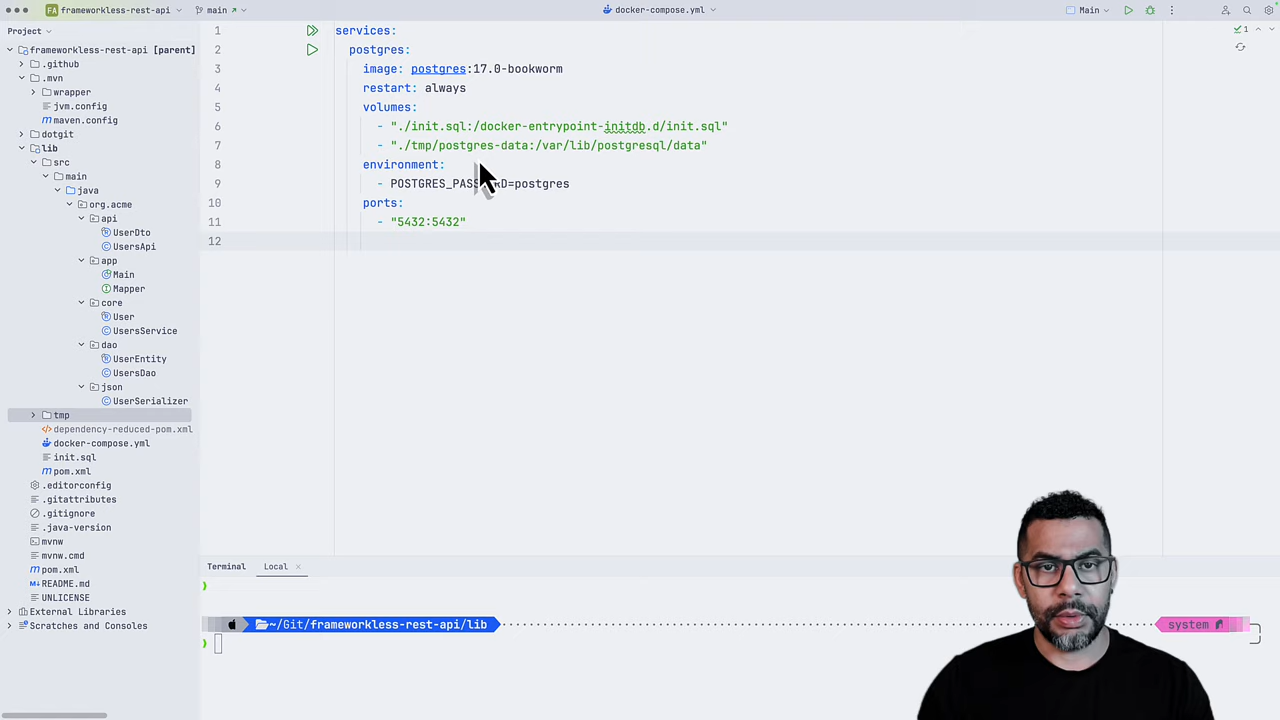 FA frameworkless-rest-api
main
docker-compose.yml
Main
Project
frameworkless-rest-api [parent]
.github
.mvn
wrapper
jvm.config
maven.config
dotgit
lib
src
main
java
org.acme
api
UserDto
UsersApi
app
Main
Mapper
core
User
UsersService
dao
UserEntity
UsersDao
json
UserSerializer
tmp
dependency-reduced-pom.xml
docker-compose.yml
init.sql
pom.xml
.editorconfig
.gitattributes
.gitignore
.java-version
mvnw
mvnw.cmd
pom.xml
README.md
UNLICENSE
External Libraries
Scratches and Consoles
1 services:
2 postgres:
3 image: postgres:17.0-bookworm
4 restart: always
5 volumes:
6 - "./init.sql:/docker-entrypoint-initdb.d/init.sql"
7 - "./tmp/postgres-data:/var/lib/postgresql/data"
8 environment:
9 - POSTGRES_PASSWORD=postgres
10 ports:
11 - "5432:5432"
12
1
Terminal Local
~/Git/frameworkless-rest-api/lib
system